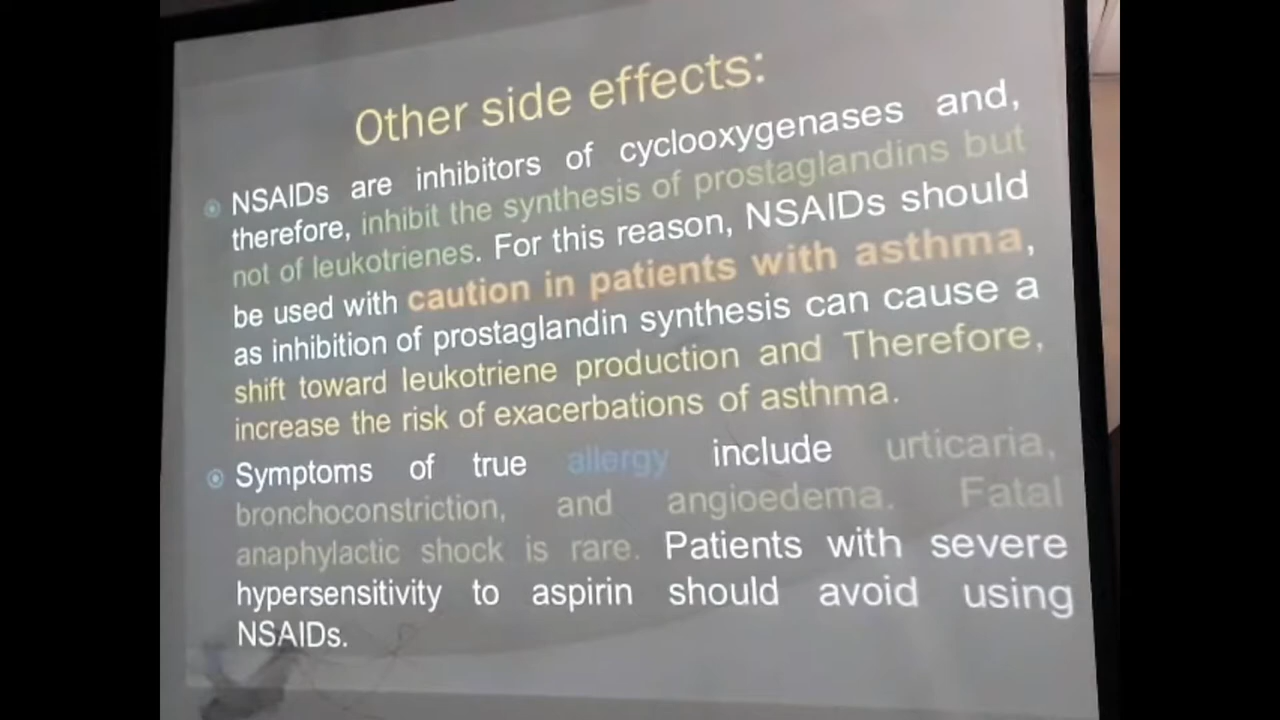 Other side effects:
NSAIDs are inhibitors of cyclooxygenases and,
therefore, inhibit the synthesis of prostaglandins but
not of leukotrienes. For this reason, NSAIDs should
be used with caution in patients with asthma,
as inhibition of prostaglandin synthesis can cause a
shift toward leukotriene production and Therefore,
increase the risk of exacerbations of asthma.
Symptoms of true allergy include urticaria,
bronchoconstriction, and angioedema. Fatal
anaphylactic shock is rare. Patients with severe
hypersensitivity to aspirin should avoid using
NSAIDs.